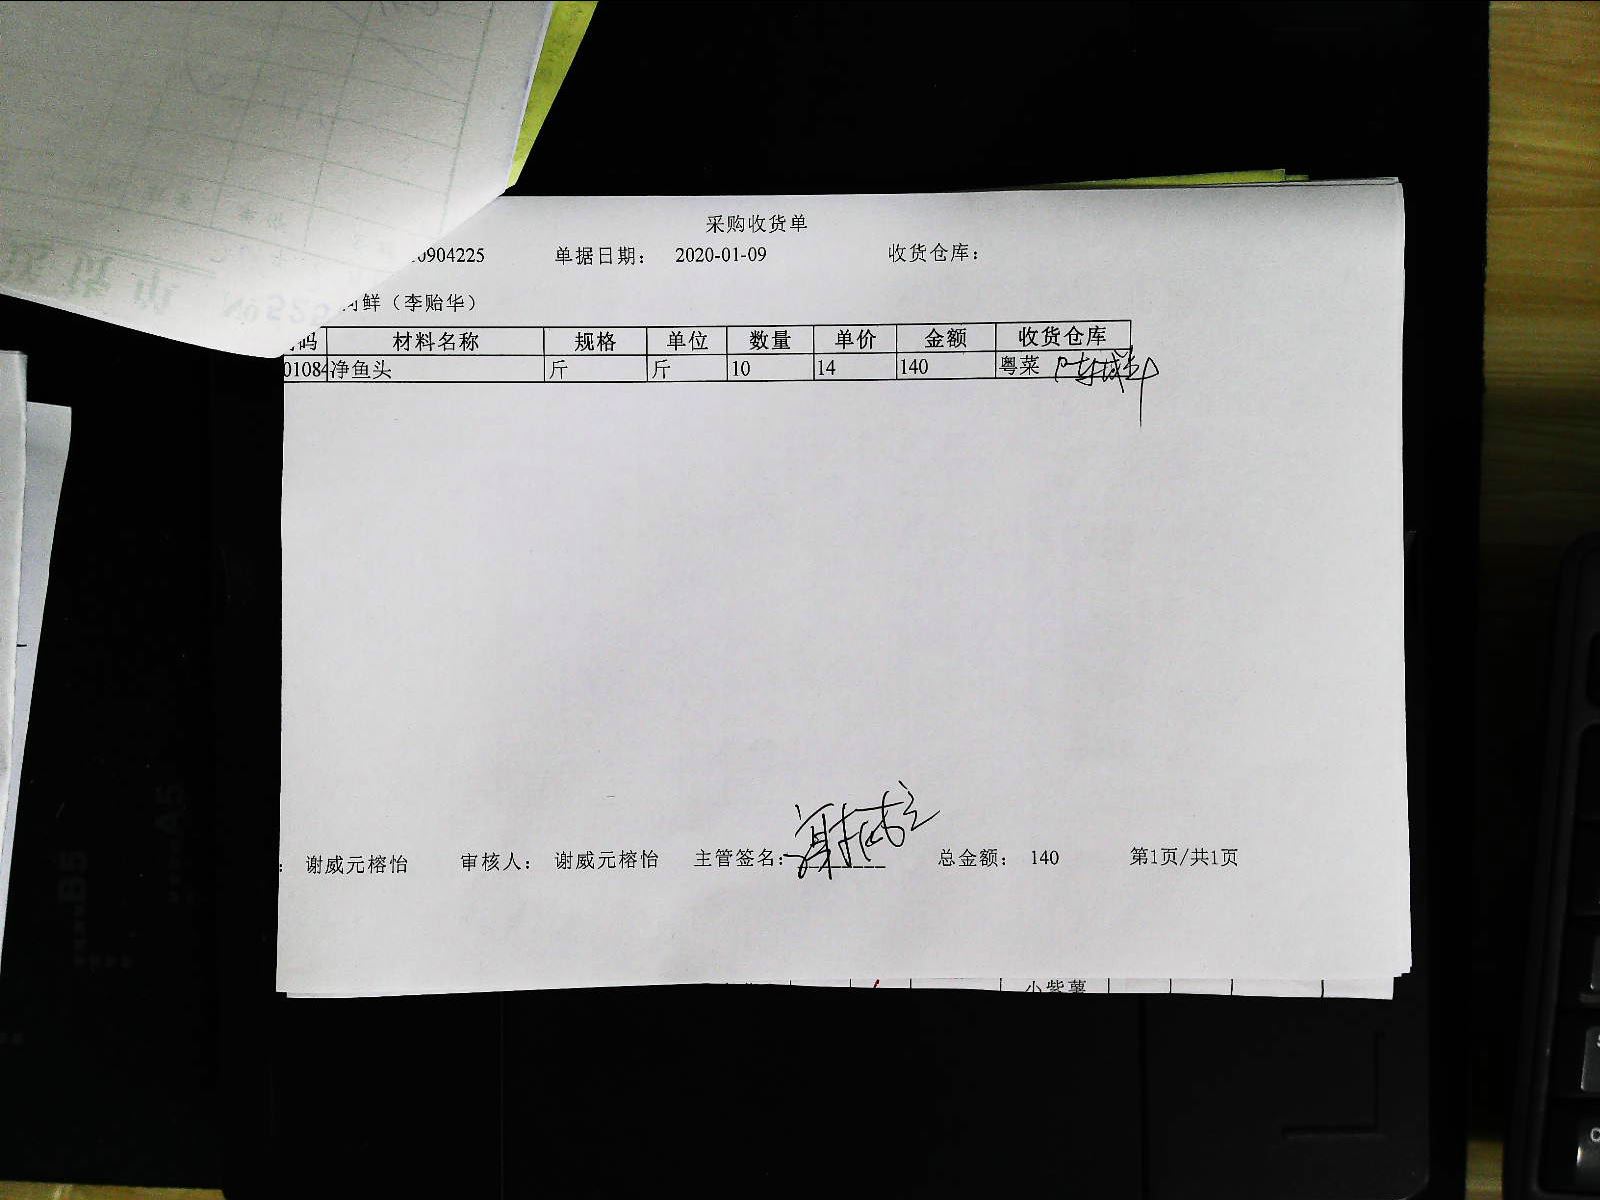 采购收货单
0904225 单据日期： 2020-01-09 收货仓库：
鲜（李贻华）
码 材料名称 规格 单位 数量 单价 金额 收货仓库
01084 净鱼头 斤 斤 10 14 140 粤菜
： 谢威元榕怡 审核人： 谢威元榕怡 主管签名： 总金额： 140 第1页/共1页
小紫薯